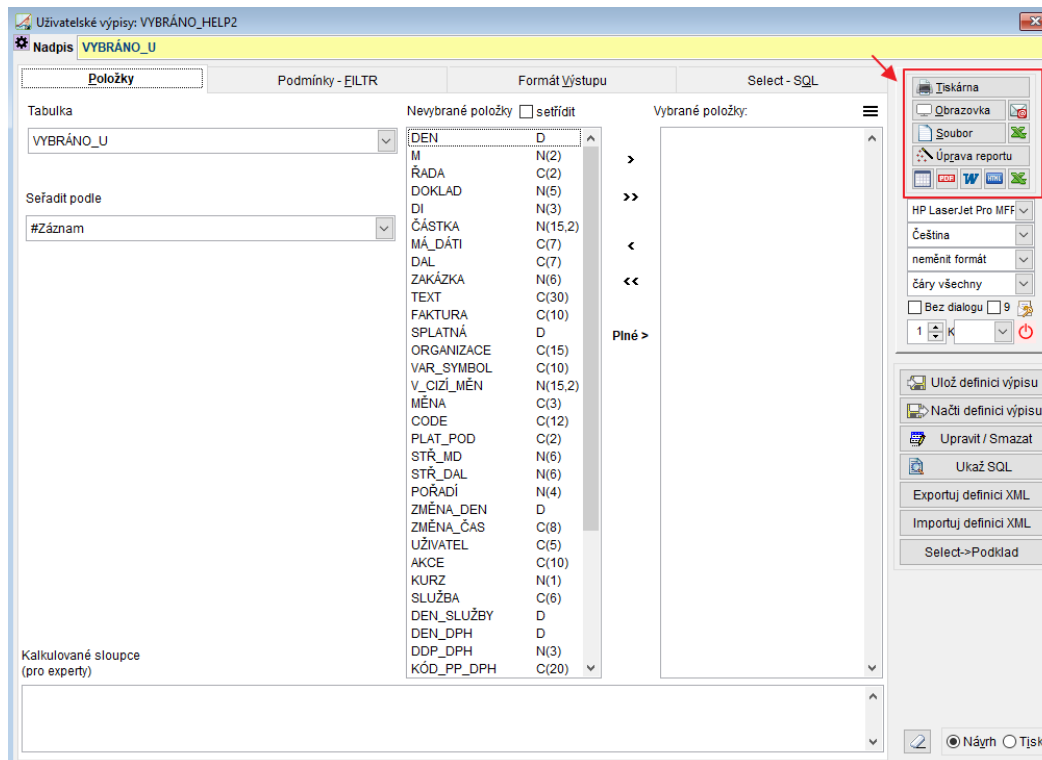 Uživatelské výpisy: VYBRÁNO_HELP2
Nadpis VYBRÁNO_U
Položky Podmínky - FILTR Formát Výstupu Select - SQL
Tabulka
VYBRÁNO_U
Seřadit podle
#Záznam
Nevybrané položky setřídit
DEN D
M N(2)
ŘADA C(2)
DOKLAD N(5)
DI N(3)
ČÁSTKA N(15,2)
MÁ_DÁTI C(7)
DAL C(7)
ZAKÁZKA N(6)
TEXT C(30)
FAKTURA C(10)
SPLATNÁ D
ORGANIZACE C(15)
VAR_SYMBOL C(10)
V_CIZÍ_MĚN N(15,2)
MĚNA C(3)
CODE C(12)
PLAT_POD C(2)
STŘ_MD N(6)
STŘ_DAL N(6)
POŘADÍ N(4)
ZMĚNA_DEN D
ZMĚNA_ČAS C(8)
UŽIVATEL C(5)
AKCE C(10)
KURZ N(1)
SLUŽBA C(6)
DEN_SLUŽBY D
DEN_DPH D
DDP_DPH N(3)
KÓD_PP_DPH C(20)
>
>>
<
<<
Plné >
Vybrané položky:
Kalkulované sloupce
(pro experty)
Tiskárna
Obrazovka
Soubor
Úprava reportu
PDF W HTML
HP LaserJet Pro MFF
Čeština
neměnit formát
čáry všechny
Bez dialogu 9
1 K
Ulož definici výpisu
Načti definici výpisu
Upravit / Smazat
Ukaž SQL
Exportuj definici XML
Importuj definici XML
Select->Podklad
Návrh Tisk